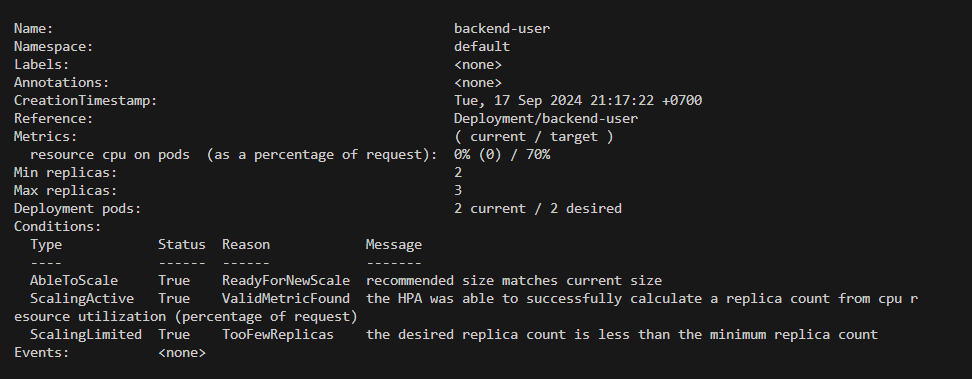 Name: backend-user
Namespace: default
Labels: <none>
Annotations: <none>
CreationTimestamp: Tue, 17 Sep 2024 21:17:22 +0700
Reference: Deployment/backend-user
Metrics: ( current / target )
  resource cpu on pods  (as a percentage of request):  0% (0) / 70%
Min replicas: 2
Max replicas: 3
Deployment pods: 2 current / 2 desired
Conditions:
  Type            Status  Reason            Message
  ----            ------  ------            -------
  AbleToScale     True    ReadyForNewScale  recommended size matches current size
  ScalingActive   True    ValidMetricFound  the HPA was able to successfully calculate a replica count from cpu r
esource utilization (percentage of request)
  ScalingLimited  True    TooFewReplicas    the desired replica count is less than the minimum replica count
Events:           <none>